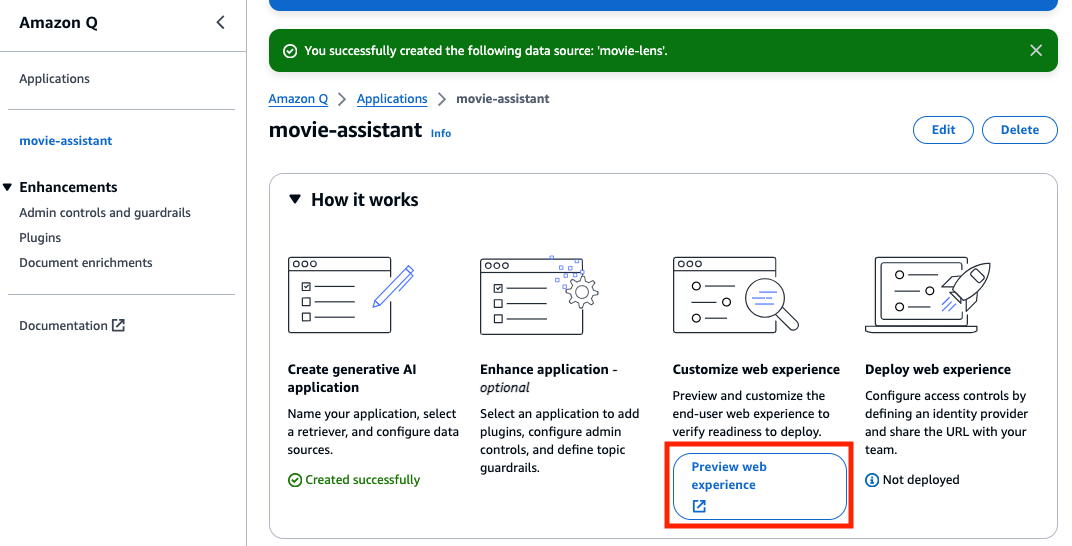 Amazon Q
Applications
movie-assistant
Enhancements
Admin controls and guardrails
Plugins
Document enrichments
Documentation
You successfully created the following data source: 'movie-lens'.
Amazon Q > Applications > movie-assistant
movie-assistant Info
Edit
Delete
How it works
Create generative AI
application
Name your application, select
a retriever, and configure data
sources.
Created successfully
Enhance application -
optional
Select an application to add
plugins, configure admin
controls, and define topic
guardrails.
Customize web experience
Preview and customize the
end-user web experience to
verify readiness to deploy.
Preview web
experience
Deploy web experience
Configure access controls by
defining an identity provider
and share the URL with your
team.
Not deployed